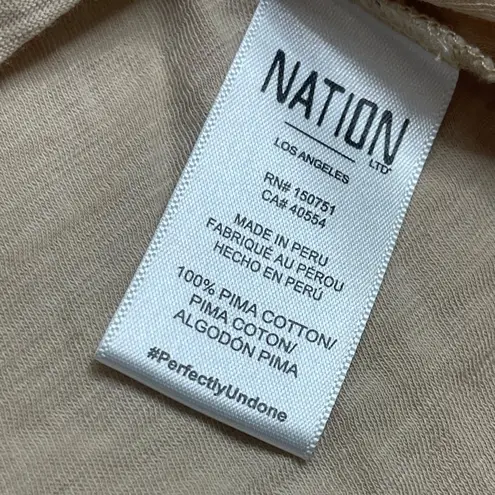 NATION
LTD
LOS ANGELES
RN# 150751
CA# 40554
MADE IN PERU
FABRIQUÉ AU PÉROU
HECHO EN PERÚ
100% PIMA COTTON/
PIMA COTON/
ALGODÓN PIMA
#PerfectlyUndone